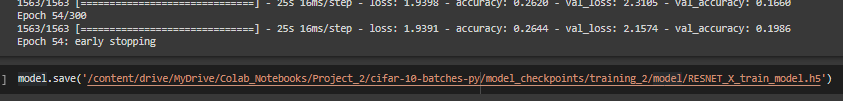 1563/1563 [==============================] - 25s 16ms/step - loss: 1.9398 - accuracy: 0.2620 - val_loss: 2.3105 - val_accuracy: 0.1660
Epoch 54/300
1563/1563 [==============================] - 25s 16ms/step - loss: 1.9391 - accuracy: 0.2644 - val_loss: 2.1574 - val_accuracy: 0.1986
Epoch 54: early stopping
] model.save('/content/drive/MyDrive/Colab_Notebooks/Project_2/cifar-10-batches-py/model_checkpoints/training_2/model/RESNET_X_train_model.h5')